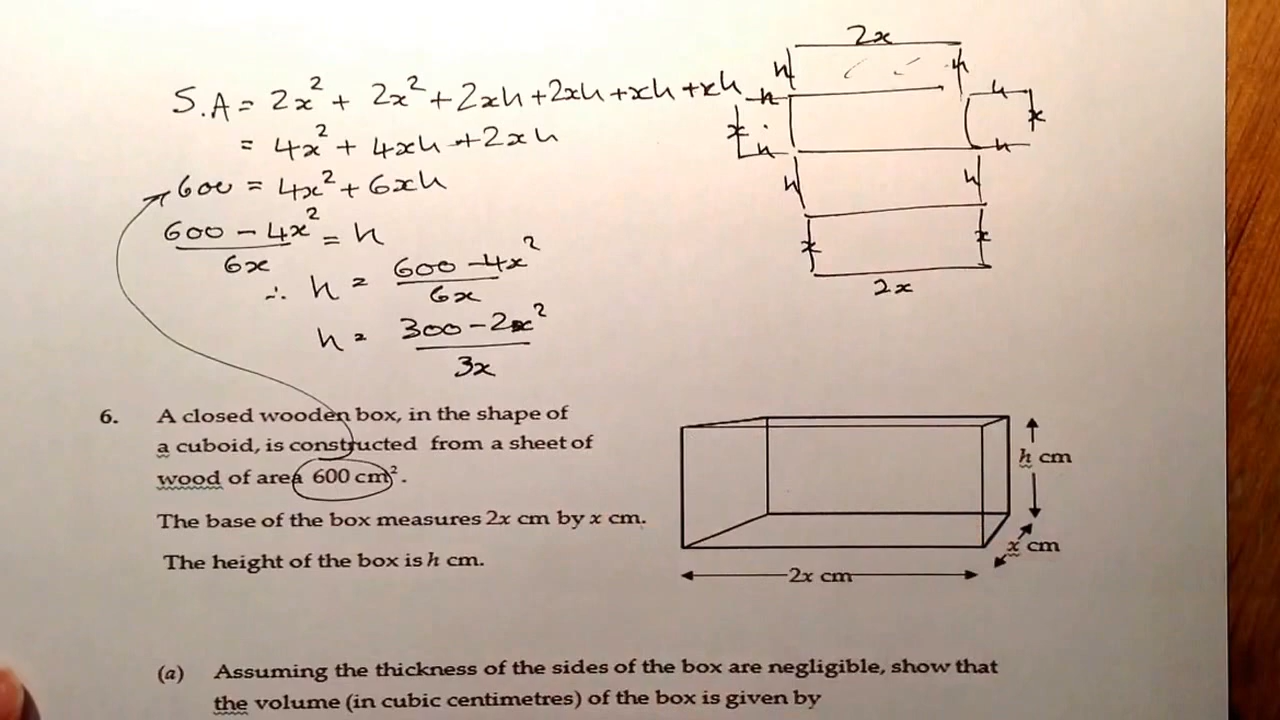 S.A = 2x² + 2x² + 2xh + 2xh + xh + xh
= 4x² + 4xh + 2xh
600 = 4x² + 6xh
600 - 4x² / 6x = h
∴ h = 600 - 4x² / 6x
h = 300 - 2x² / 3x
2x
h
h
h
h
x
x
h
h
h
h
x
x
2x
6. A closed wooden box, in the shape of
a cuboid, is constructed from a sheet of
wood of area 600 cm².
The base of the box measures 2x cm by x cm.
The height of the box is h cm.
h cm
x cm
2x cm
(a) Assuming the thickness of the sides of the box are negligible, show that
the volume (in cubic centimetres) of the box is given by